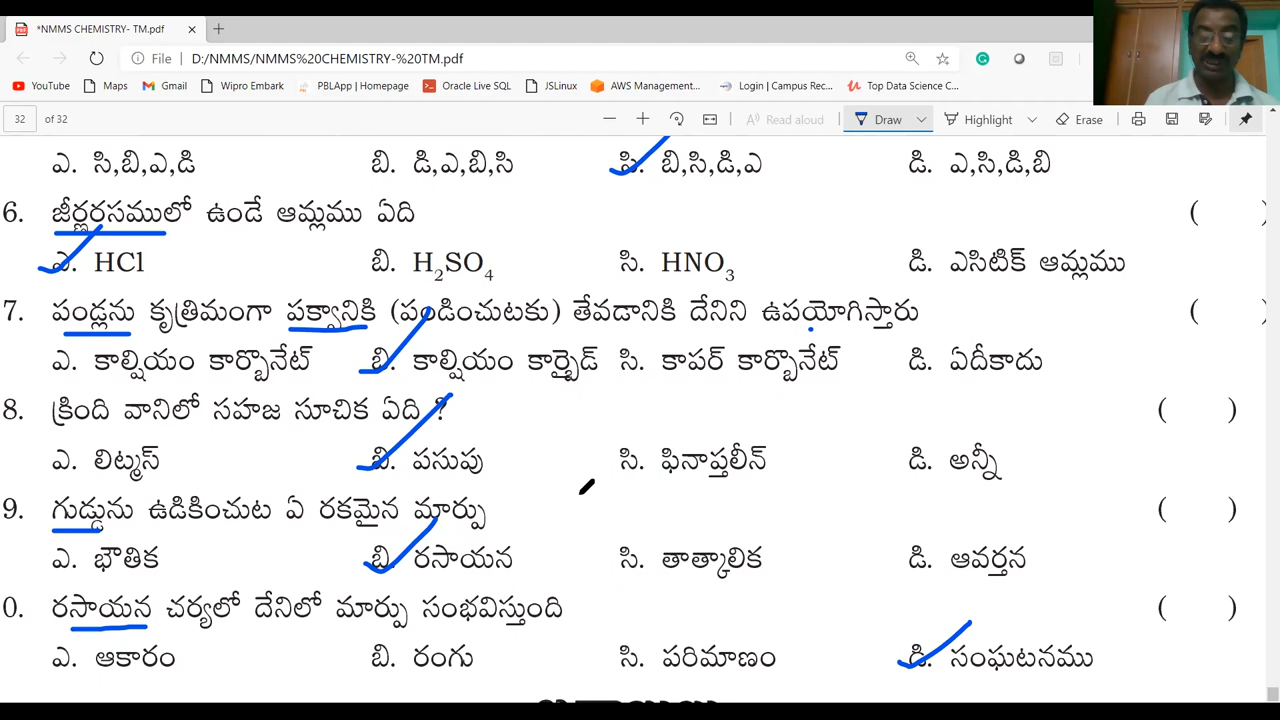 *NMMS CHEMISTRY- TM.pdf
File D:/NMMS/NMMS%20CHEMISTRY-%20TM.pdf
YouTube Maps Gmail Wipro Embark PBLApp | Homepage Oracle Live SQL JSLinux AWS Management... Login | Campus Rec... Top Data Science C...
32 of 32 Read aloud Draw Highlight Erase
ఎ. సి,బి,ఎ,డి బి. డి,ఎ,బి,సి సి. బి,సి,డి,ఎ డి. ఎ,సి,డి,బి
6. జీర్ణరసములో ఉండే ఆమ్లము ఏది ( )
ఎ. HCl బి. H₂SO₄ సి. HNO₃ డి. ఎసిటిక్ ఆమ్లము
7. పండ్లను కృత్రిమంగా పక్వానికి (పండించుటకు) తేవడానికి దేనిని ఉపయోగిస్తారు ( )
ఎ. కాల్షియం కార్బొనేట్ బి. కాల్షియం కార్బైడ్ సి. కాపర్ కార్బొనేట్ డి. ఏదీకాదు
8. క్రింది వానిలో సహజ సూచిక ఏది ? ( )
ఎ. లిట్మస్ బి. పసుపు సి. ఫినాప్తలీన్ డి. అన్నీ
9. గుడ్డును ఉడికించుట ఏ రకమైన మార్పు ( )
ఎ. భౌతిక బి. రసాయన సి. తాత్కాలిక డి. ఆవర్తన
0. రసాయన చర్యలో దేనిలో మార్పు సంభవిస్తుంది ( )
ఎ. ఆకారం బి. రంగు సి. పరిమాణం డి. సంఘటనము